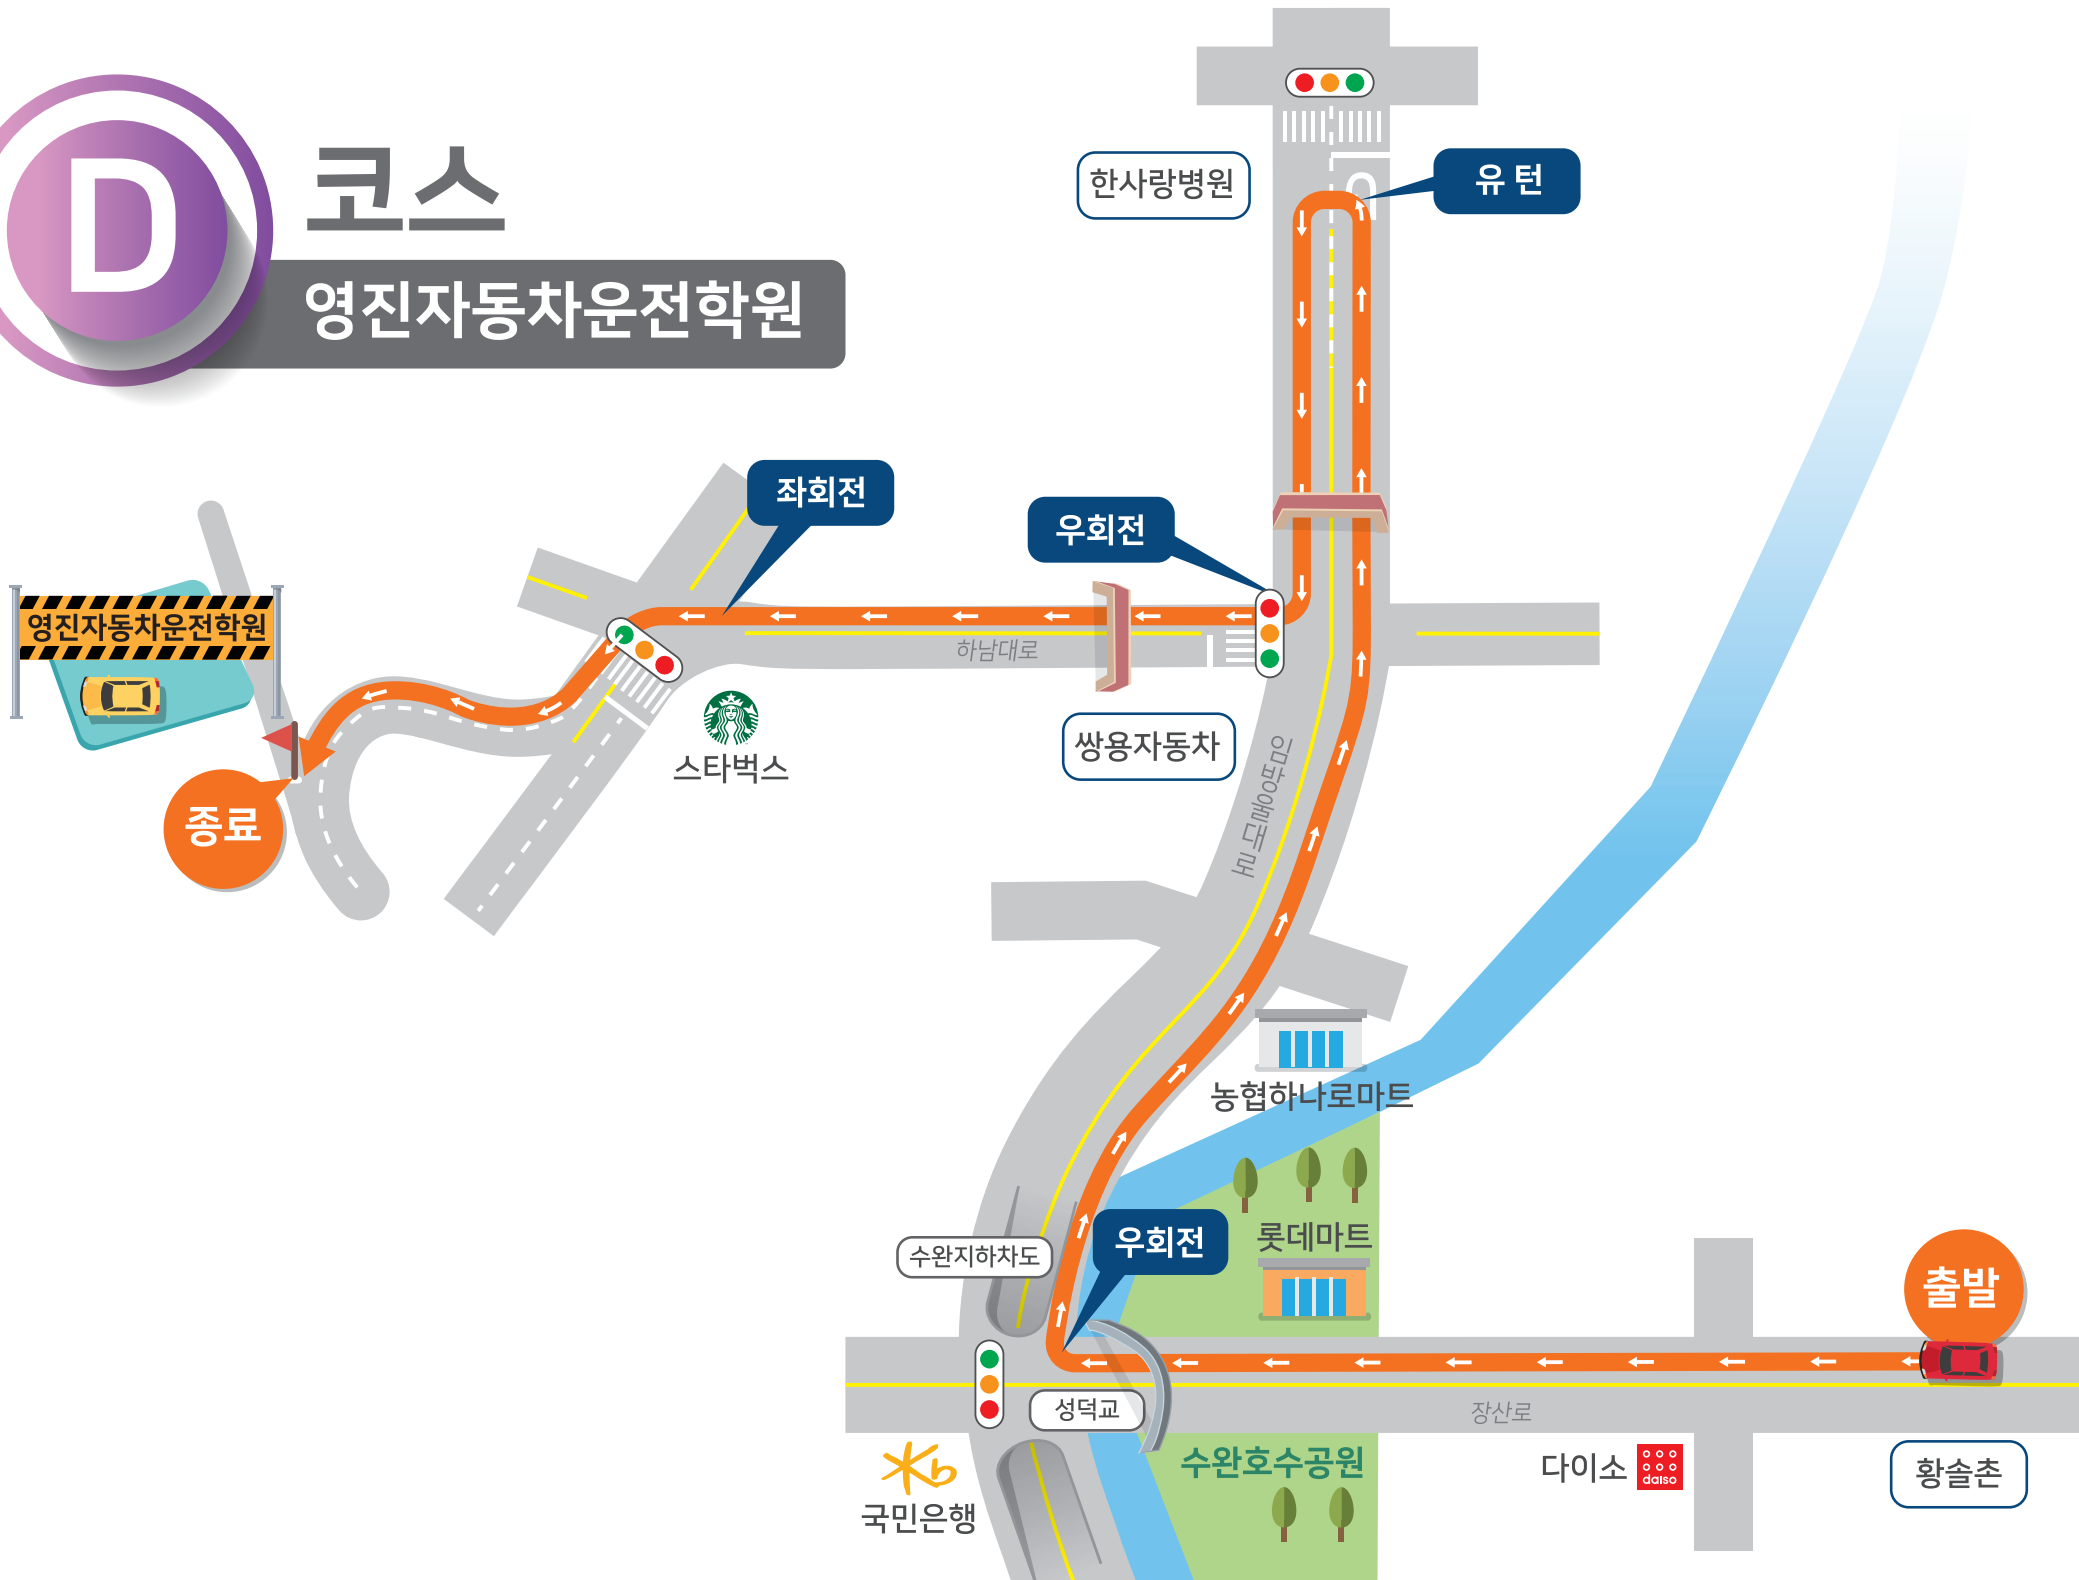 D
코스
영진자동차운전학원
한사랑병원
유 턴
좌회전
우회전
영진자동차운전학원
하남대로
스타벅스
쌍용자동차
임방울대로
종료
농협하나로마트
롯데마트
우회전
수완지하차도
출발
성덕교
장산로
국민은행
수완호수공원
다이소
daiso
황솔촌